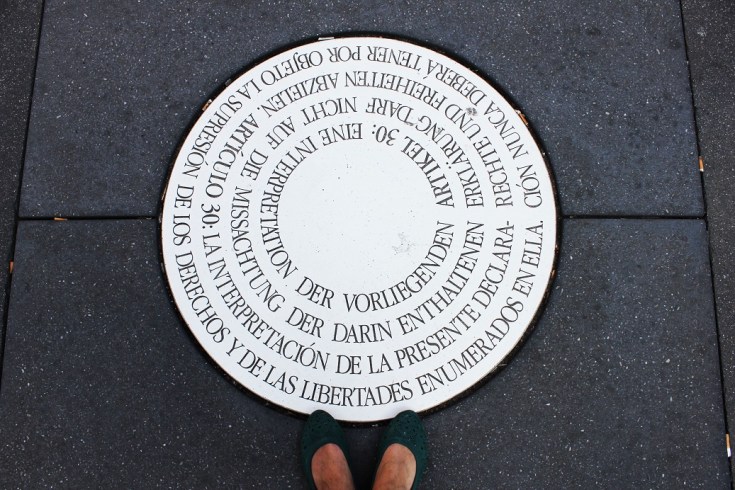 ARTIKEL 30: EINE INTERPRETATION DER VORLIEGENDEN
ERKLÄRUNG DARF NICHT AUF DIE MISSACHTUNG DER DARIN ENTHALTENEN
RECHTE UND FREIHEITEN ABZIELEN. ARTÍCULO 30: LA INTERPRETACIÓN DE LA PRESENTE DECLARA-
CIÓN NUNCA DEBERÁ TENER POR OBJETO LA SUPRESIÓN DE LOS DERECHOS Y DE LAS LIBERTADES ENUMERADOS EN ELLA.